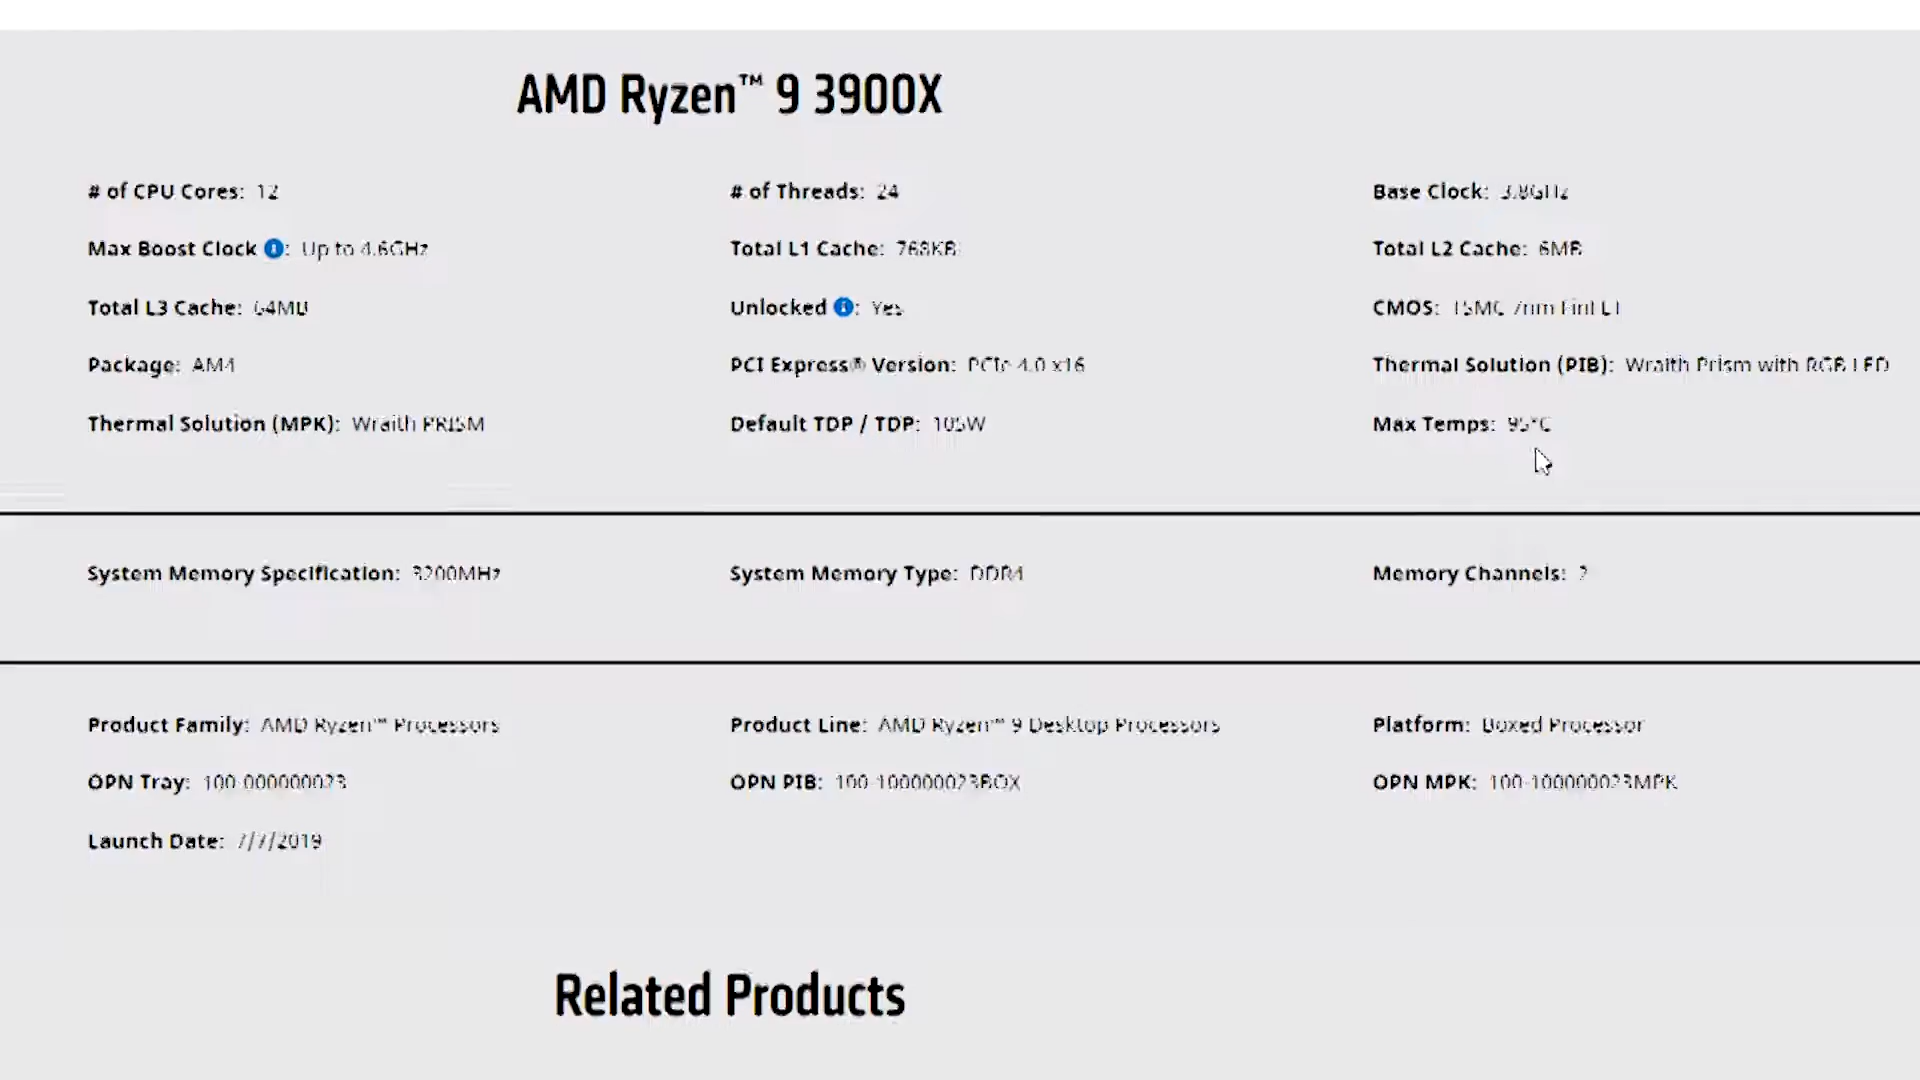 AMD Ryzen™ 9 3900X
# of CPU Cores: 12 # of Threads: 24 Base Clock: 3.8GHz
Max Boost Clock : Up to 4.6GHz Total L1 Cache: 768KB Total L2 Cache: 6MB
Total L3 Cache: 64MB Unlocked : Yes CMOS: TSMC 7nm FinFET
Package: AM4 PCI Express® Version: PCIe 4.0 x16 Thermal Solution (PIB): Wraith Prism with RGB LED
Thermal Solution (MPK): Wraith PRISM Default TDP / TDP: 105W Max Temps: 95°C
System Memory Specification: 3200MHz System Memory Type: DDR4 Memory Channels: 2
Product Family: AMD Ryzen™ Processors Product Line: AMD Ryzen™ 9 Desktop Processors Platform: Boxed Processor
OPN Tray: 100-000000023 OPN PIB: 100-100000023BOX OPN MPK: 100-100000023MPK
Launch Date: 7/7/2019
Related Products